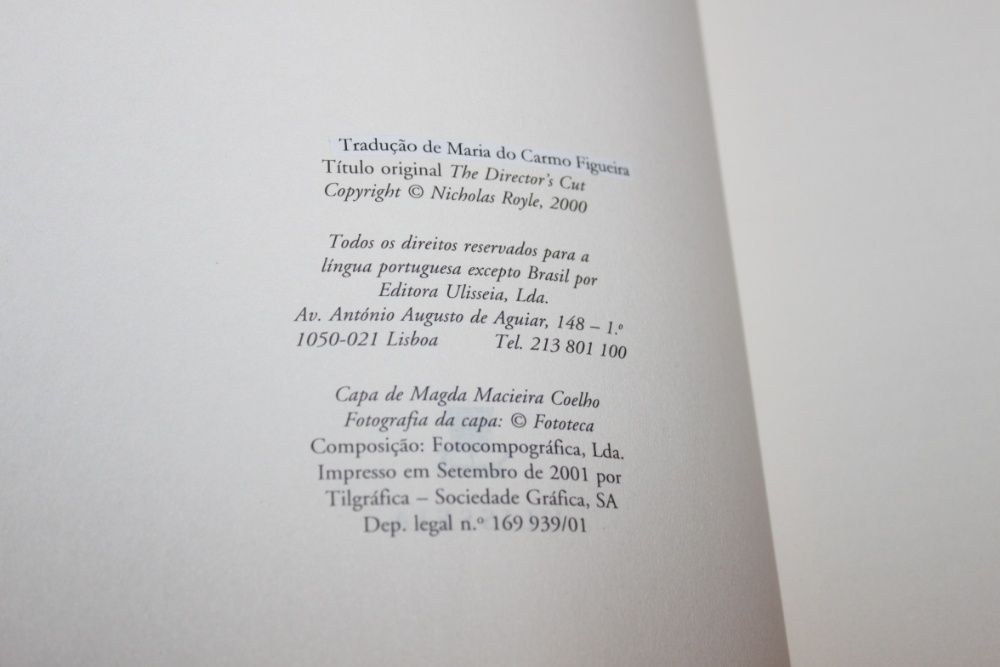 Tradução de Maria do Carmo Figueira
Título original The Director's Cut
Copyright © Nicholas Royle, 2000
Todos os direitos reservados para a
língua portuguesa excepto Brasil por
Editora Ulisseia, Lda.
Av. António Augusto de Aguiar, 148 – 1.º
1050-021 Lisboa Tel. 213 801 100
Capa de Magda Macieira Coelho
Fotografia da capa: © Fototeca
Composição: Fotocompográfica, Lda.
Impresso em Setembro de 2001 por
Tilgráfica – Sociedade Gráfica, SA
Dep. legal n.º 169 939/01